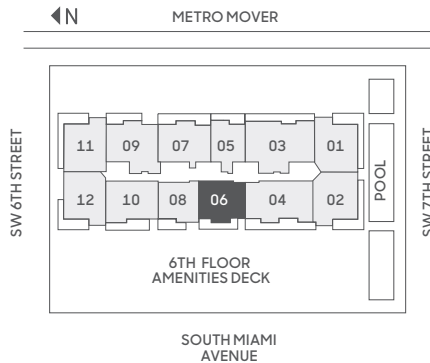 N
METRO MOVER
SW 6TH STREET
11 09 07 05 03 01
12 10 08 06 04 02
POOL
SW 7TH STREET
6TH FLOOR
AMENITIES DECK
SOUTH MIAMI
AVENUE